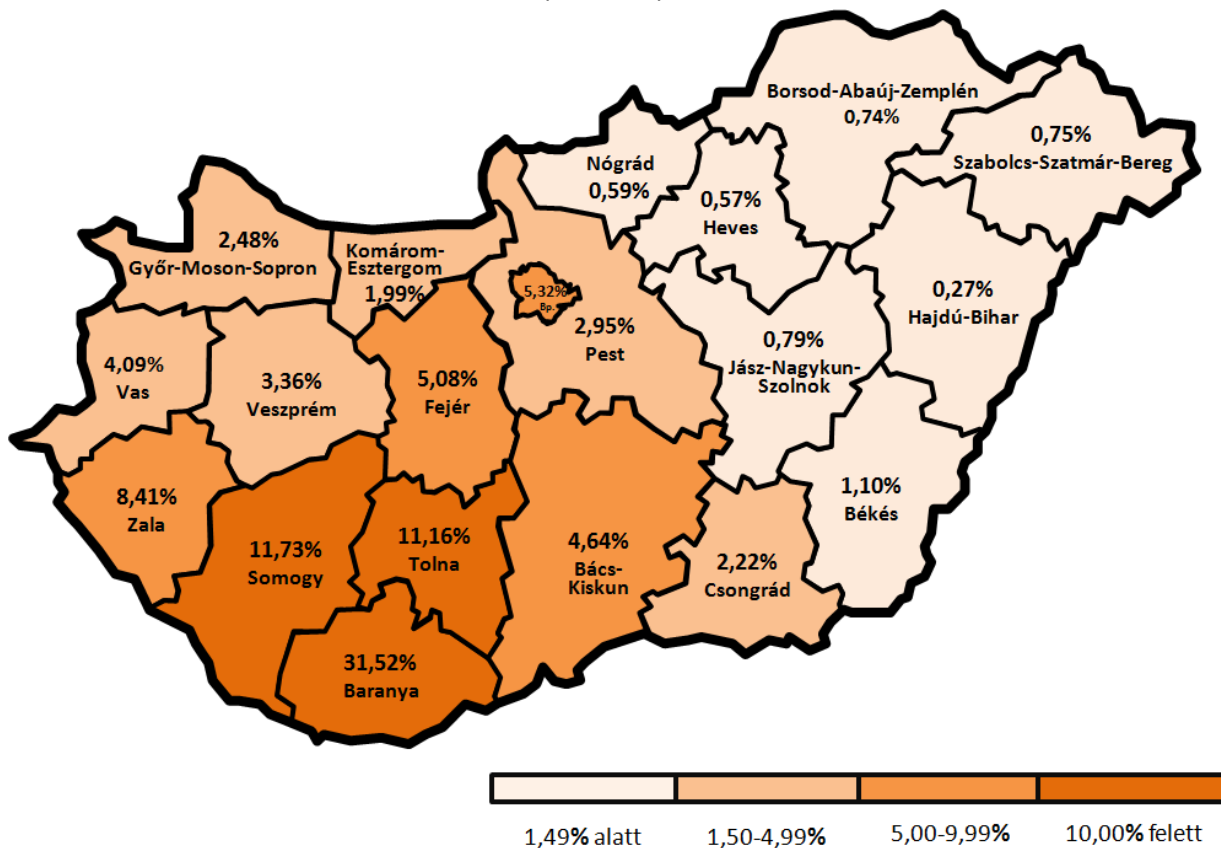 Borsod-Abaúj-Zemplén
0,74%
0,75%
Szabolcs-Szatmár-Bereg
Nógrád
0,59%
0,57%
Heves
2,48%
Győr-Moson-Sopron
Komárom-
Esztergom
1,99%
5,32%
Bp.
2,95%
Pest
0,27%
Hajdú-Bihar
0,79%
Jász-Nagykun-
Szolnok
4,09%
Vas
3,36%
Veszprém
5,08%
Fejér
8,41%
Zala
11,73%
Somogy
11,16%
Tolna
4,64%
Bács-
Kiskun
2,22%
Csongrád
1,10%
Békés
31,52%
Baranya
1,49% alatt
1,50-4,99%
5,00-9,99%
10,00% felett